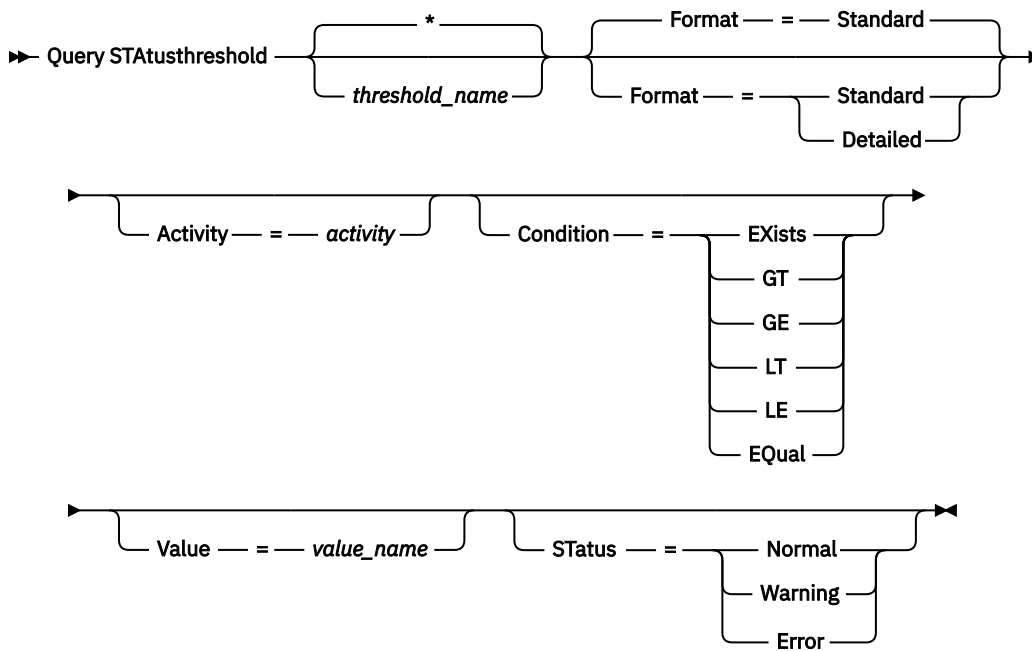 *
Format = Standard
Query STAtusthreshold
threshold_name
Format = Standard
Detailed
Activity = activity
Condition = EXists
GT
GE
LT
LE
EQual
Value = value_name
STatus = Normal
Warning
Error